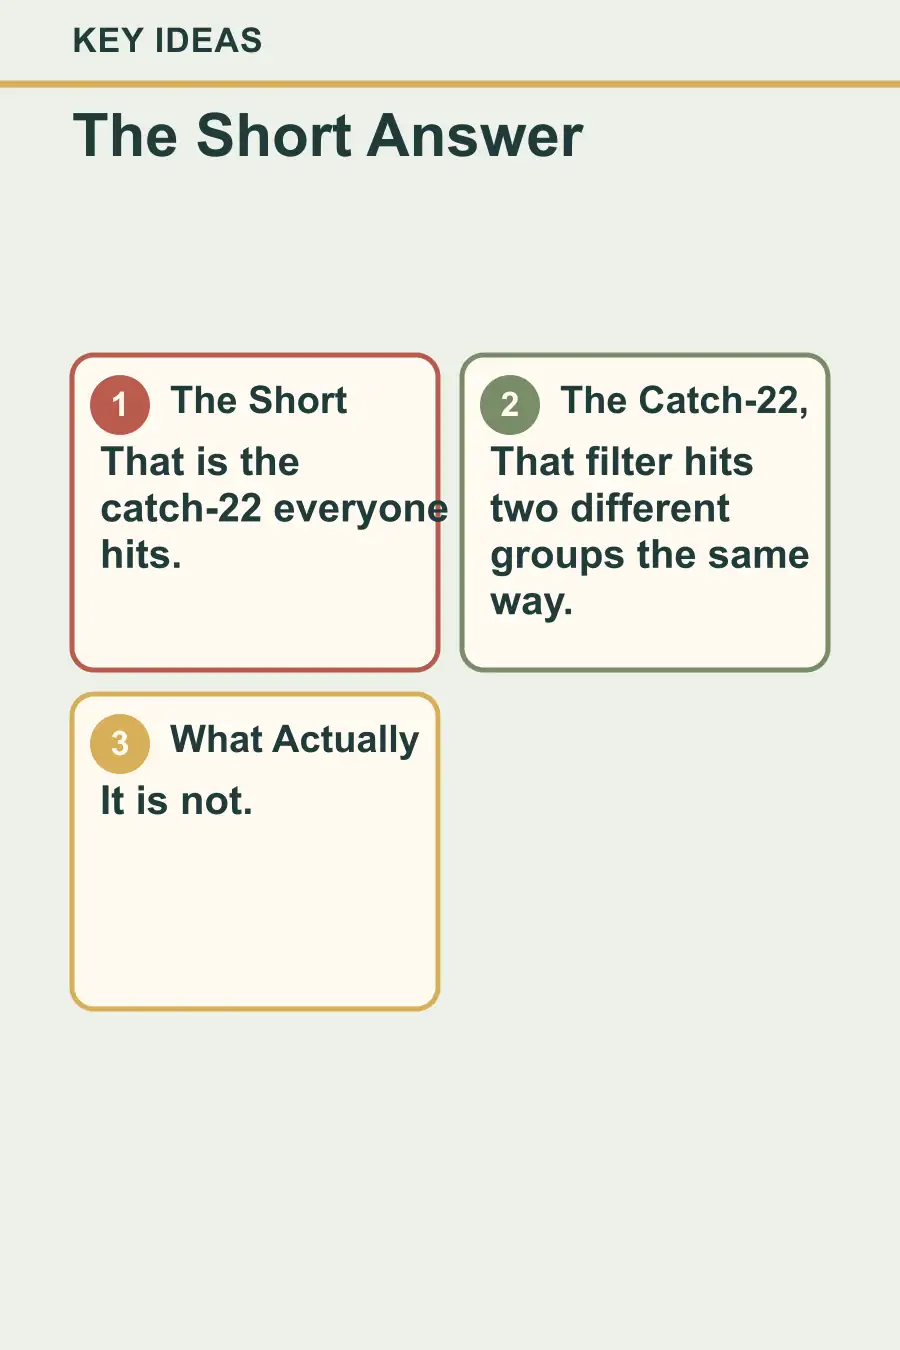 KEY IDEAS
The Short Answer
1 The Short
That is the
catch-22 everyone
hits.
2 The Catch-22,
That filter hits
two different
groups the same
way.
3 What Actually
It is not.